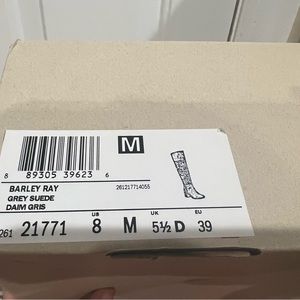 M
8 89305 39623 6
BARLEY RAY
261217714055
GREY SUEDE
DAIM GRIS
US UK EU
261 21771 8 M 5½ D 39